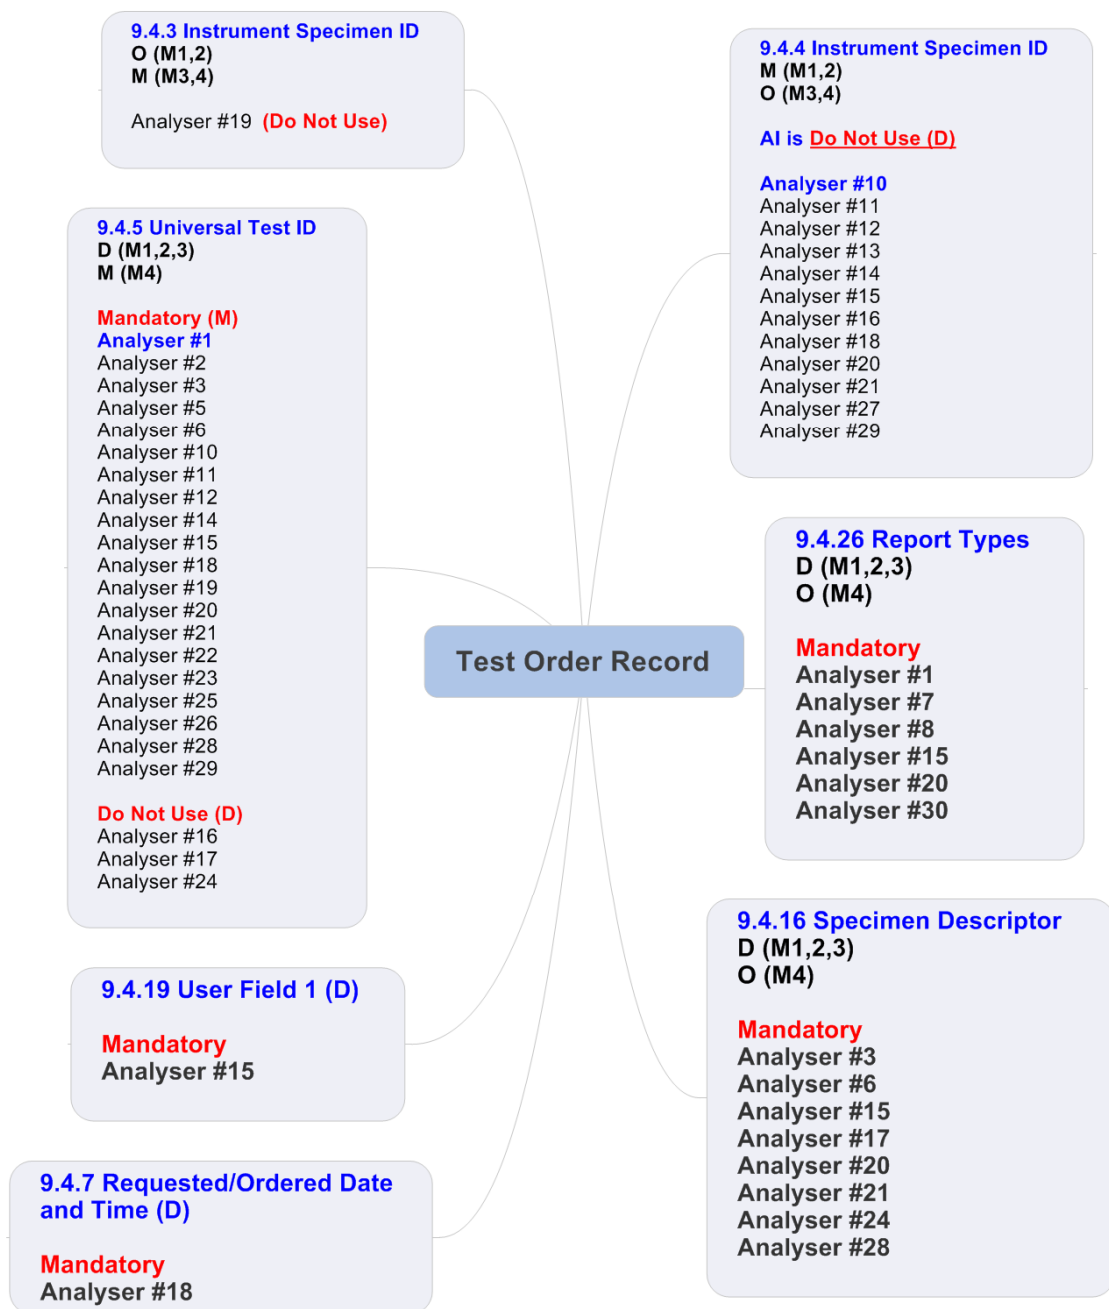 9.4.3 Instrument Specimen ID
O (M1,2)
M (M3,4)
Analyser #19 (Do Not Use)
9.4.5 Universal Test ID
D (M1,2,3)
M (M4)
Mandatory (M)
Analyser #1
Analyser #2
Analyser #3
Analyser #5
Analyser #6
Analyser #10
Analyser #11
Analyser #12
Analyser #14
Analyser #15
Analyser #18
Analyser #19
Analyser #20
Analyser #21
Analyser #22
Analyser #23
Analyser #25
Analyser #26
Analyser #28
Analyser #29
Do Not Use (D)
Analyser #16
Analyser #17
Analyser #24
9.4.19 User Field 1 (D)
Mandatory
Analyser #15
9.4.7 Requested/Ordered Date
and Time (D)
Mandatory
Analyser #18
Test Order Record
9.4.4 Instrument Specimen ID
M (M1,2)
O (M3,4)
AI is Do Not Use (D)
Analyser #10
Analyser #11
Analyser #12
Analyser #13
Analyser #14
Analyser #15
Analyser #16
Analyser #18
Analyser #20
Analyser #21
Analyser #27
Analyser #29
9.4.26 Report Types
D (M1,2,3)
O (M4)
Mandatory
Analyser #1
Analyser #7
Analyser #8
Analyser #15
Analyser #20
Analyser #30
9.4.16 Specimen Descriptor
D (M1,2,3)
O (M4)
Mandatory
Analyser #3
Analyser #6
Analyser #15
Analyser #17
Analyser #20
Analyser #21
Analyser #24
Analyser #28